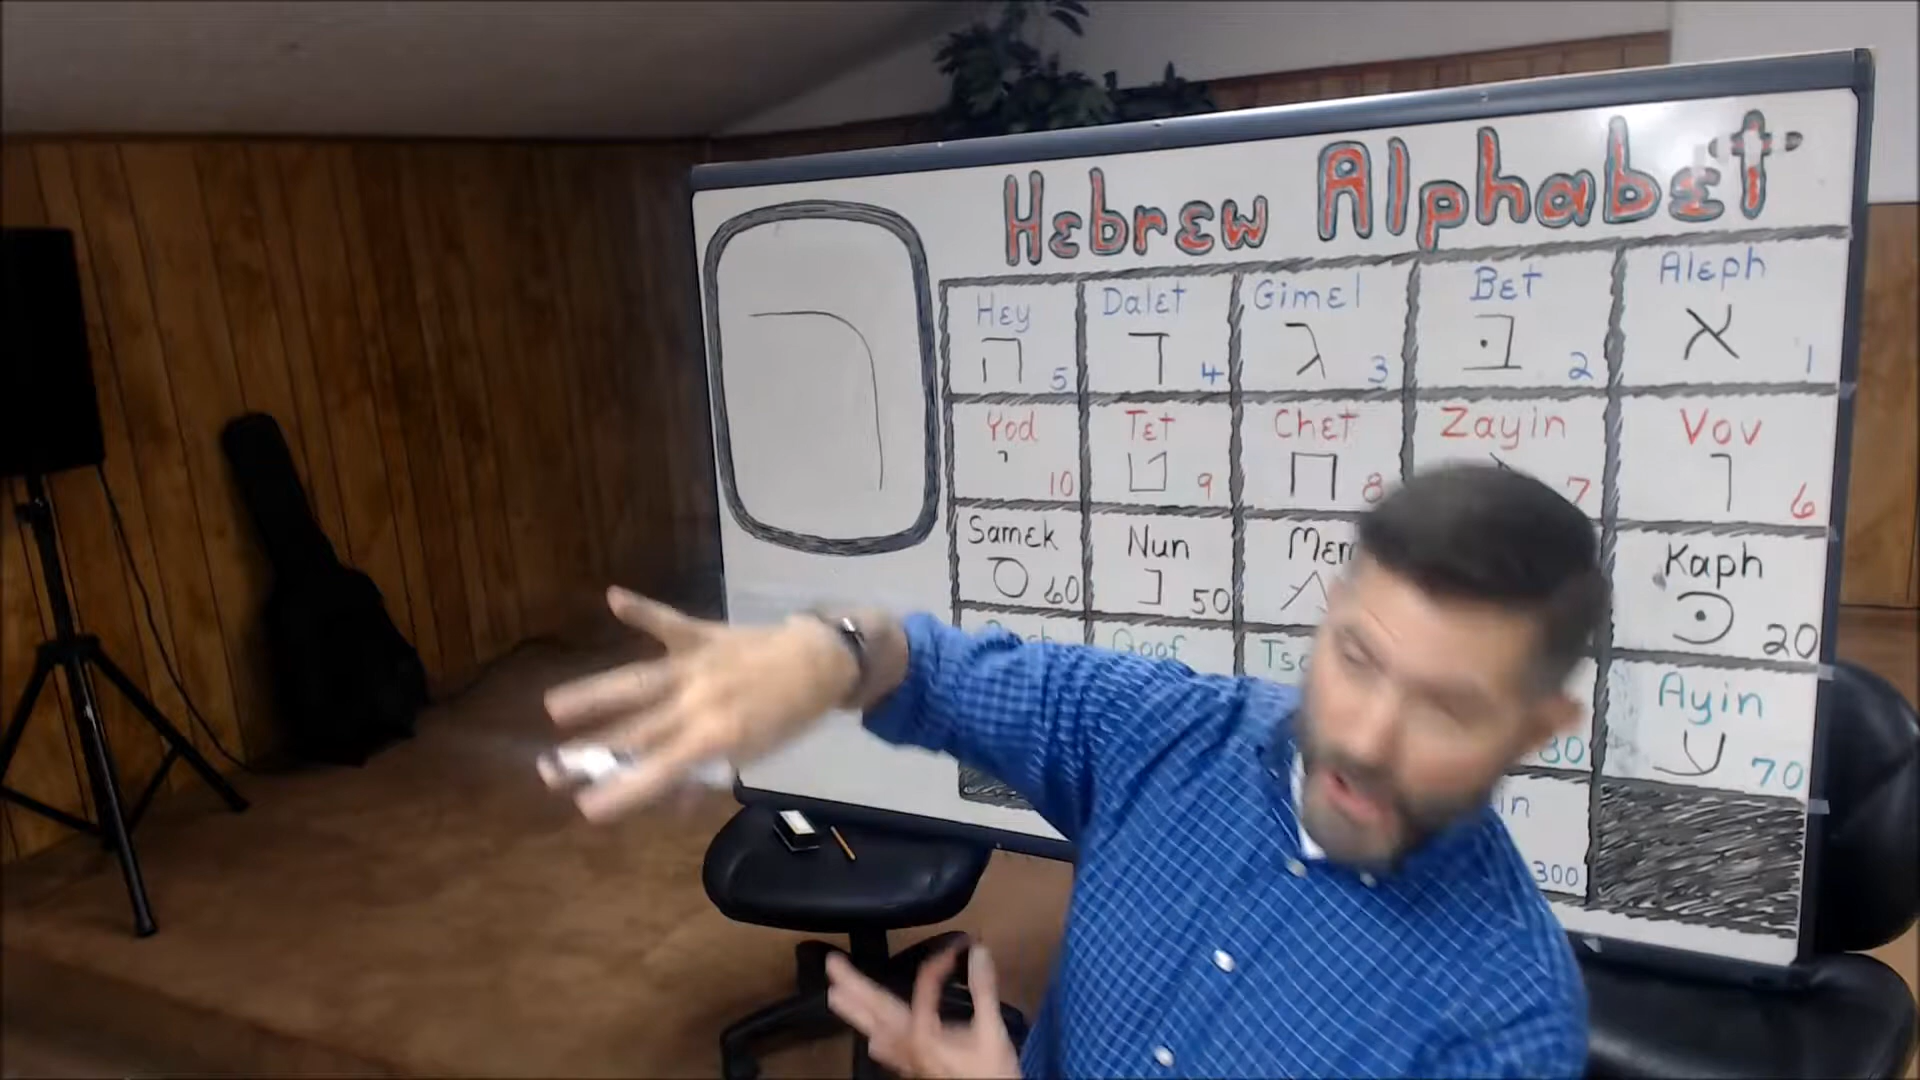 Hebrew Alphabet
Hey Dalet Gimel Bet Aleph
ה 5 ד 4 ג 3 בּ 2 א 1
Yod Tet Chet Zayin Vov
י 10 ט 9 ח 8 7 ו 6
Samek Nun Mem Kaph
ס 60 נ 50 מ כּ 20
Qoof Ayin
80 ע 70
300
ר